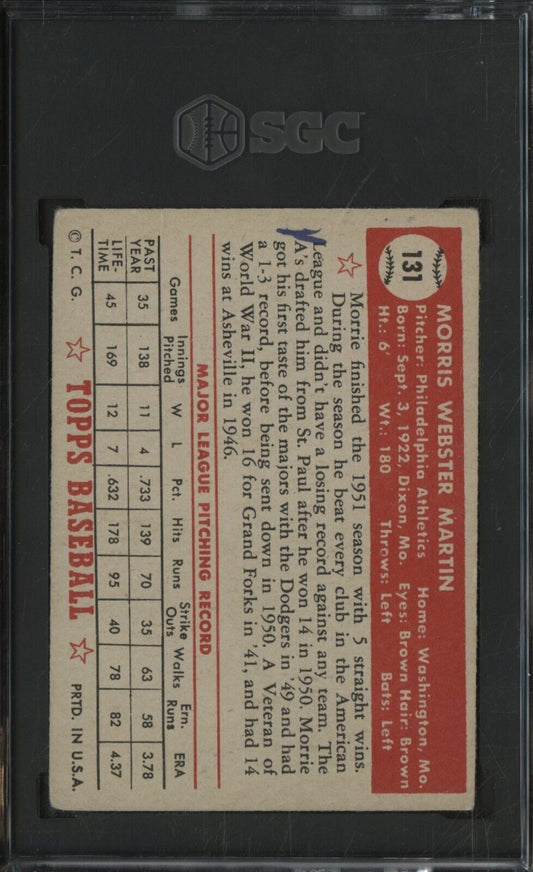 SGC
131
MORRIS WEBSTER MARTIN
Pitcher: Philadelphia Athletics Home: Washington, Mo.
Born: Sept. 3, 1922, Dixon, Mo. Eyes: Brown Hair: Brown
Ht.: 6' Wt.: 180 Throws: Left Bats: Left
Morrie finished the 1951 season with 5 straight wins.
During the season he beat every club in the American
League and didn't have a losing record against any team. The
A's drafted him from St. Paul after he won 14 in 1950. Morrie
got his first taste of the majors with the Dodgers in '49 and had
a 1-3 record, before being sent down in 1950. A Veteran of
World War II, he won 16 for Grand Forks in '41, and had 14
wins at Asheville in 1946.
MAJOR LEAGUE PITCHING RECORD
Games Innings Pitched W L Pct. Hits Runs Strike Outs Walks Ern. Runs ERA
PAST YEAR 35 138 11 4 .733 139 70 35 63 58 3.78
LIFE-TIME 45 169 12 7 .632 178 95 40 78 82 4.37
© T. C. G. TOPPS BASEBALL PRTD. IN U.S.A.